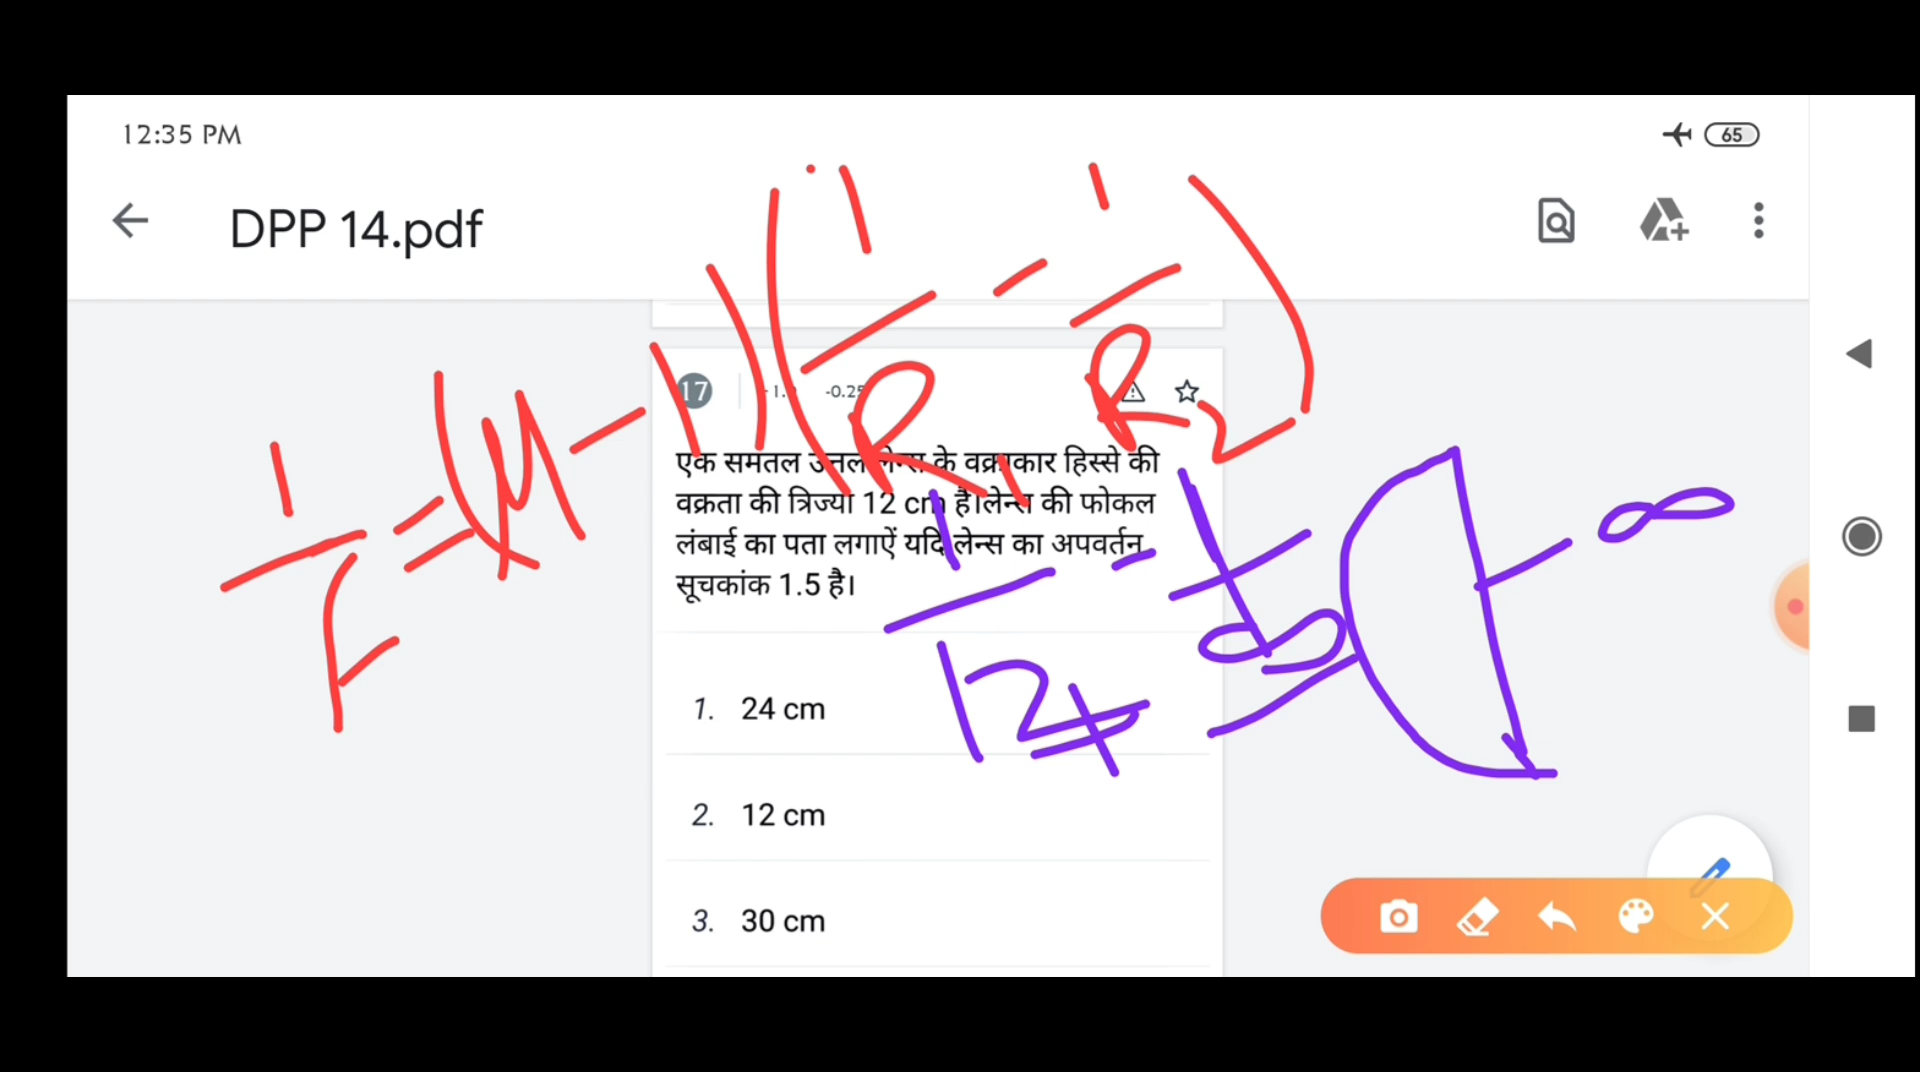 12:35 PM
65
DPP 14.pdf
1/F = (μ - 1)(1/R₁ - 1/R₂)
17 -0.25
एक समतल उत्तल लेन्स के वक्राकार हिस्से की
वक्रता की त्रिज्या 12 cm है।लेन्स की फोकल
लंबाई का पता लगाऐं यदि लेन्स का अपवर्तन
सूचकांक 1.5 है।
1/12 - 1/∞
∞
1. 24 cm
2. 12 cm
3. 30 cm